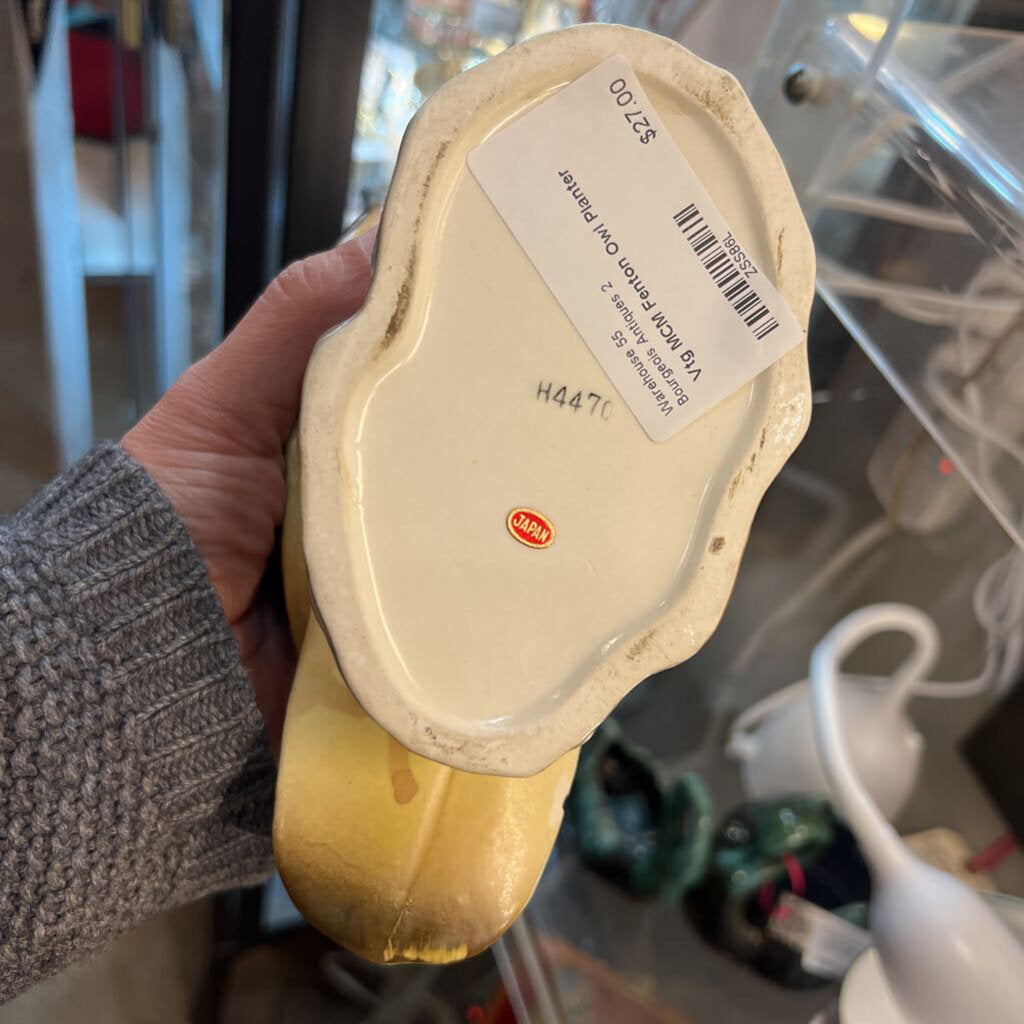 $27.00
Vtg MCM Fenton Owl Planter
Bourgeois Antiques 2
Warehouse 55
ZSS86L
H4470
JAPAN